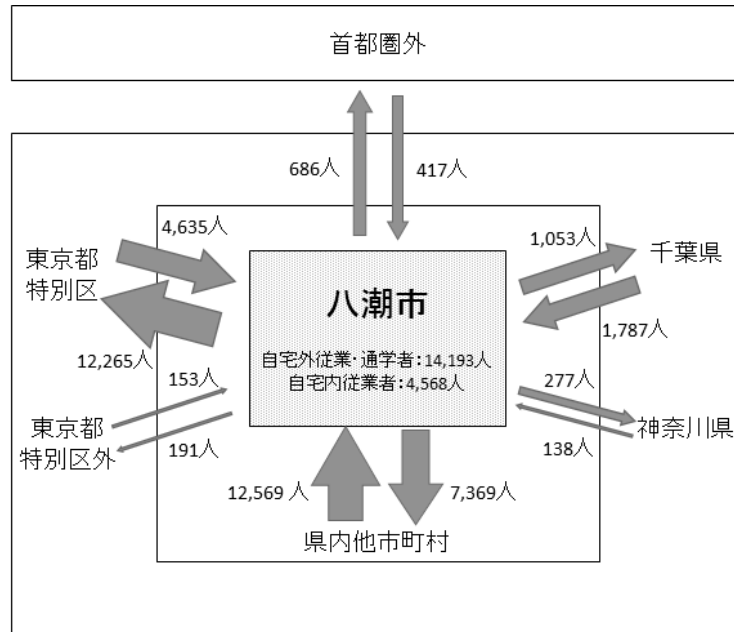 首都圏外
686人
417人
4,635人
1,053人
東京都
特別区
千葉県
八潮市
自宅外従業・通学者:14,193人
自宅内従業者:4,568人
12,265人
1,787人
153人
277人
東京都
特別区外
神奈川県
191人
138人
12,569 人
7,369人
県内他市町村